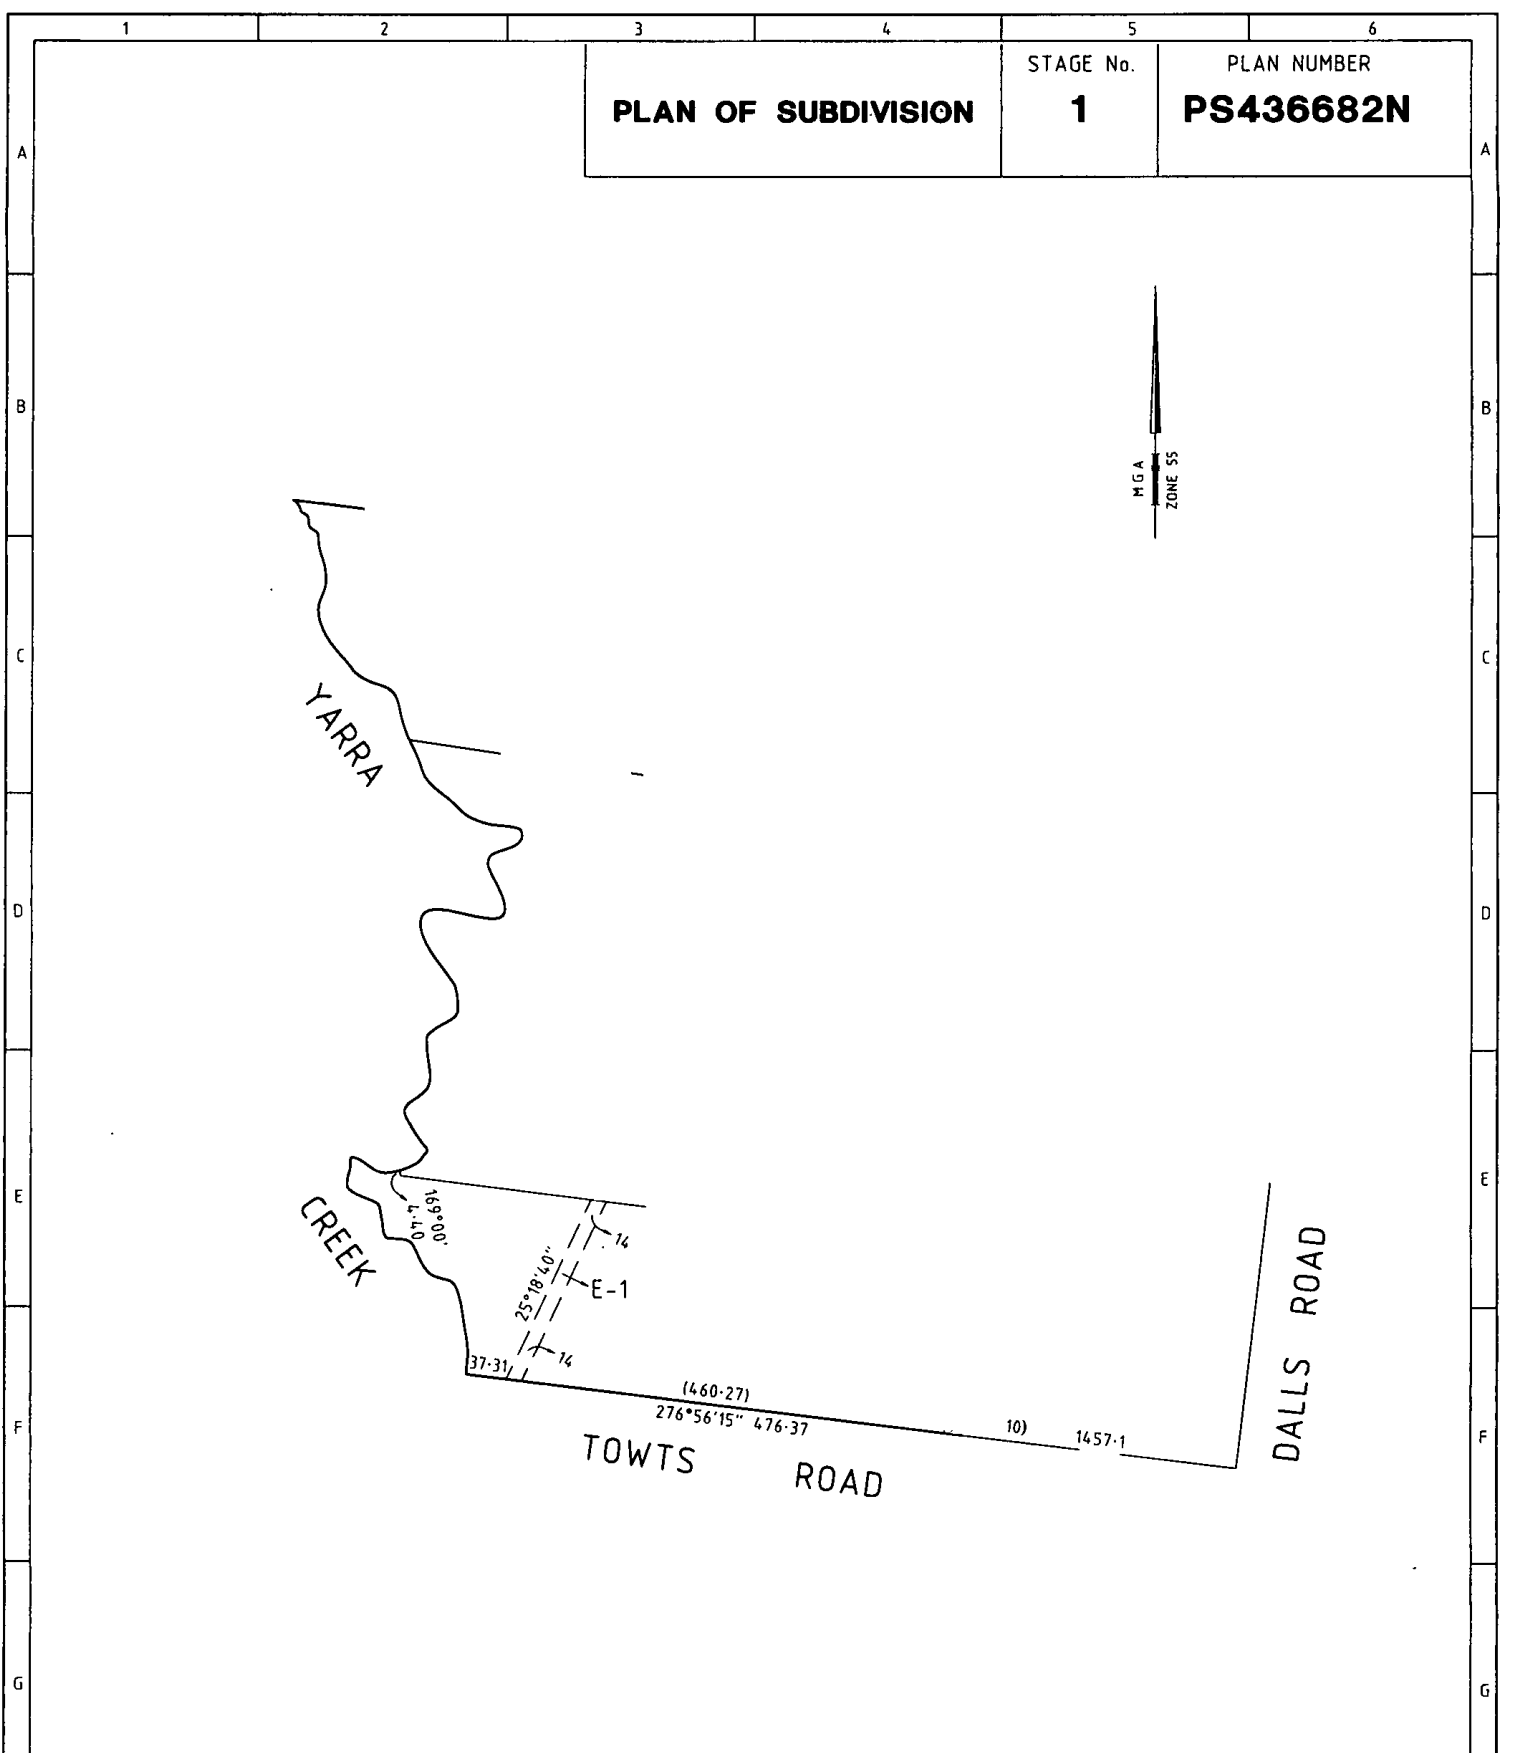 1 2 3 4 5 6
PLAN OF SUBDIVISION
STAGE No.
1
PLAN NUMBER
PS436682N
A A
B B
MGA
ZONE 55
C C
YARRA
D D
E E
CREEK
169°00'
4·40
14
25°18'40"
E-1
14
37·31
(460·27)
276°56'15" 476·37
10)
1457·1
F F
TOWTS ROAD
DALLS ROAD
G G